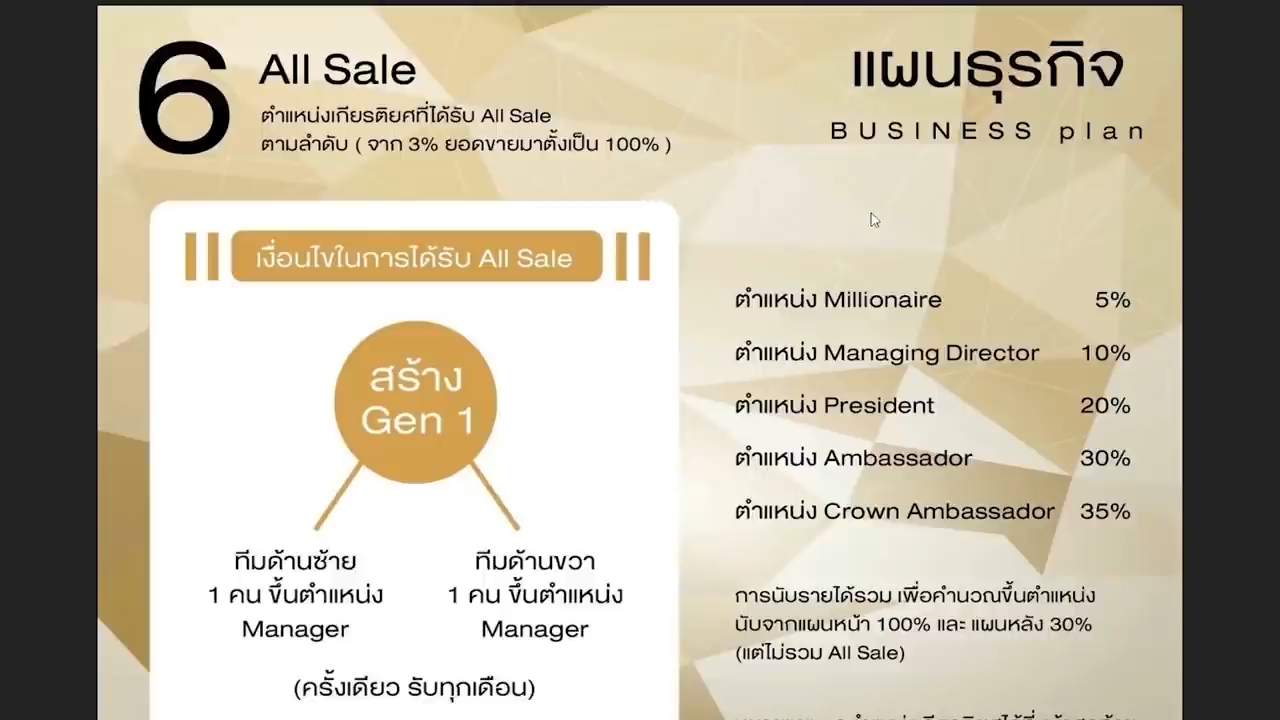 6
All Sale
ตำแหน่งเกียรติยศที่ได้รับ All Sale
ตามลำดับ ( จาก 3% ยอดขายมาตั้งเป็น 100% )
แผนธุรกิจ
BUSINESS plan
เงื่อนไขในการได้รับ All Sale
สร้าง
Gen 1
ทีมด้านซ้าย
1 คน ขึ้นตำแหน่ง
Manager
ทีมด้านขวา
1 คน ขึ้นตำแหน่ง
Manager
(ครั้งเดียว รับทุกเดือน)
ตำแหน่ง Millionaire 5%
ตำแหน่ง Managing Director 10%
ตำแหน่ง President 20%
ตำแหน่ง Ambassador 30%
ตำแหน่ง Crown Ambassador 35%
การนับรายได้รวม เพื่อคำนวณขึ้นตำแหน่ง
นับจากแผนหน้า 100% และ แผนหลัง 30%
(แต่ไม่รวม All Sale)